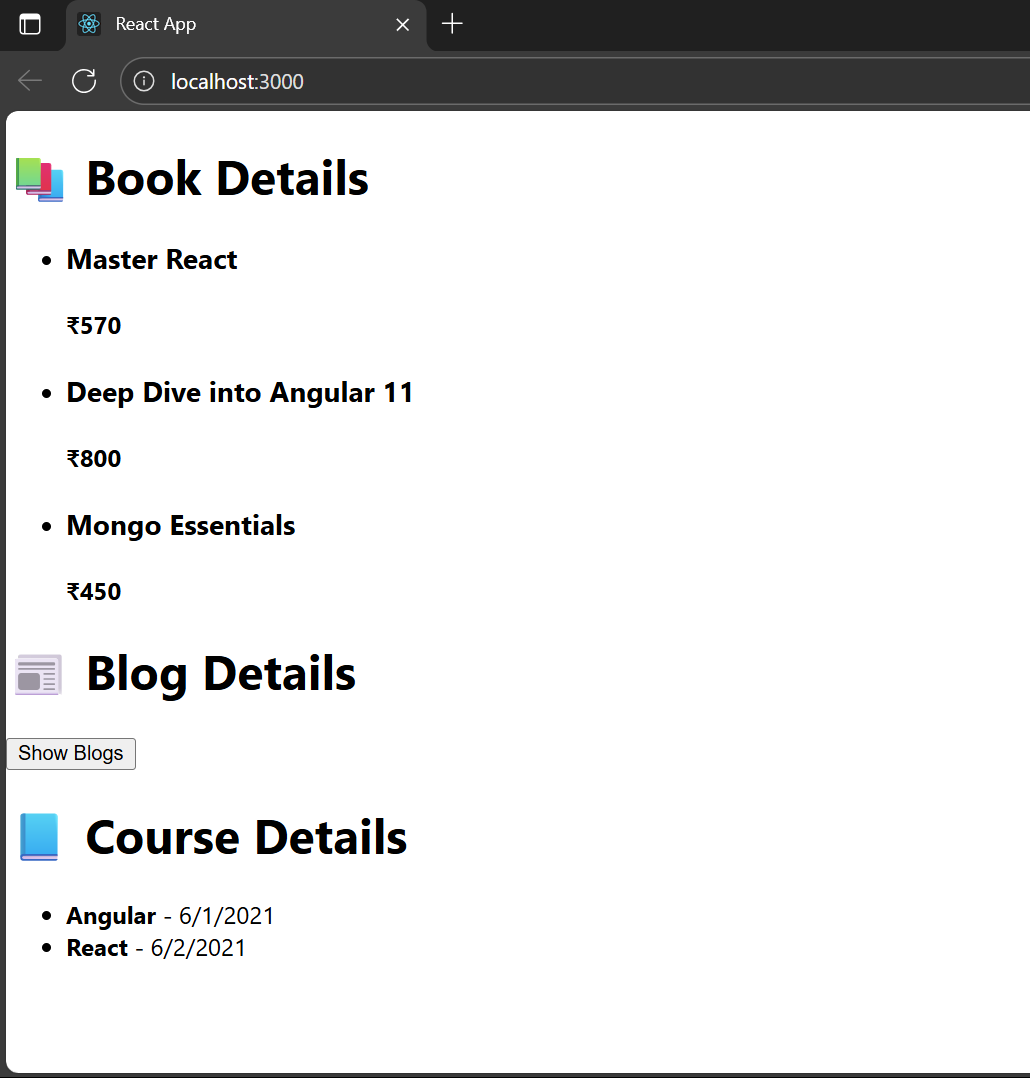 React App
localhost:3000
Book Details
Master React
₹570
Deep Dive into Angular 11
₹800
Mongo Essentials
₹450
Blog Details
Show Blogs
Course Details
Angular - 6/1/2021
React - 6/2/2021